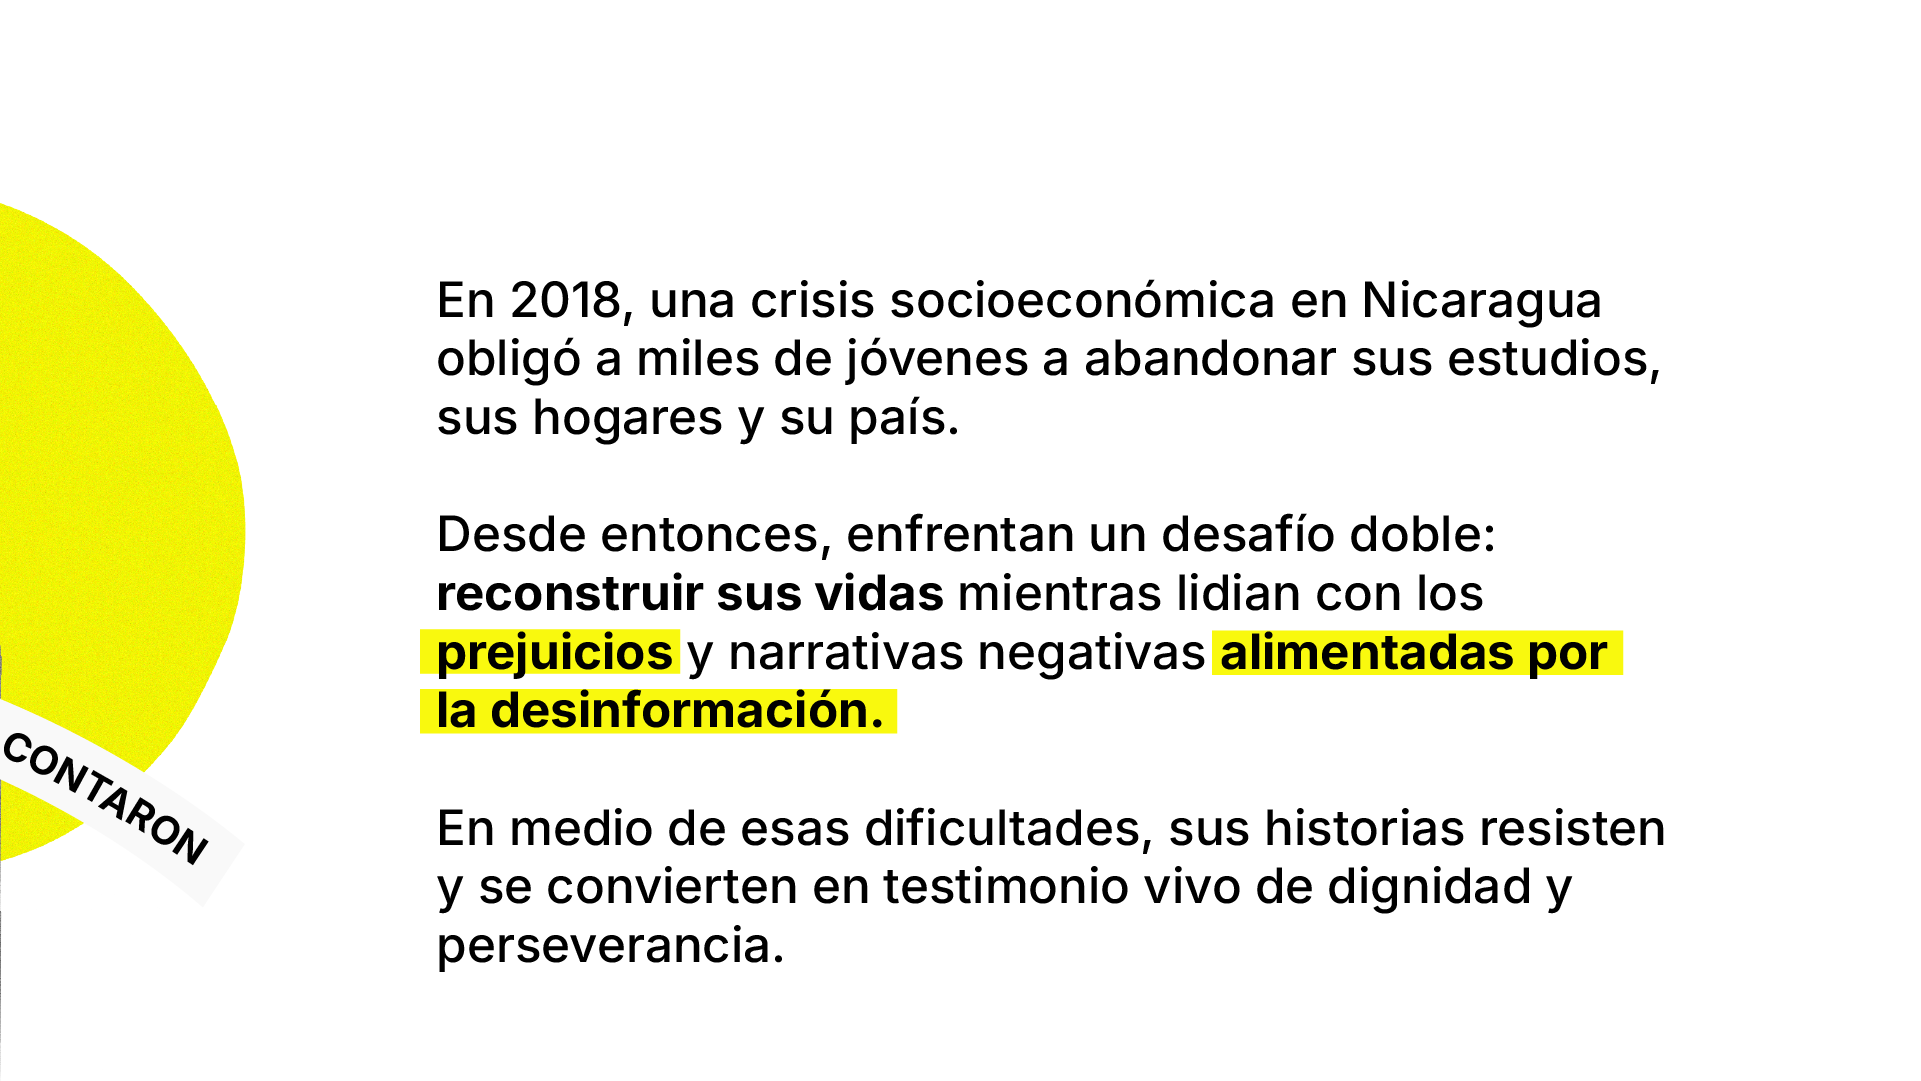 En 2018, una crisis socioeconómica en Nicaragua
obligó a miles de jóvenes a abandonar sus estudios,
sus hogares y su país.
Desde entonces, enfrentan un desafío doble:
reconstruir sus vidas mientras lidian con los
prejuicios y narrativas negativas alimentadas por
la desinformación.
En medio de esas dificultades, sus historias resisten
y se convierten en testimonio vivo de dignidad y
perseverancia.
CONTARON